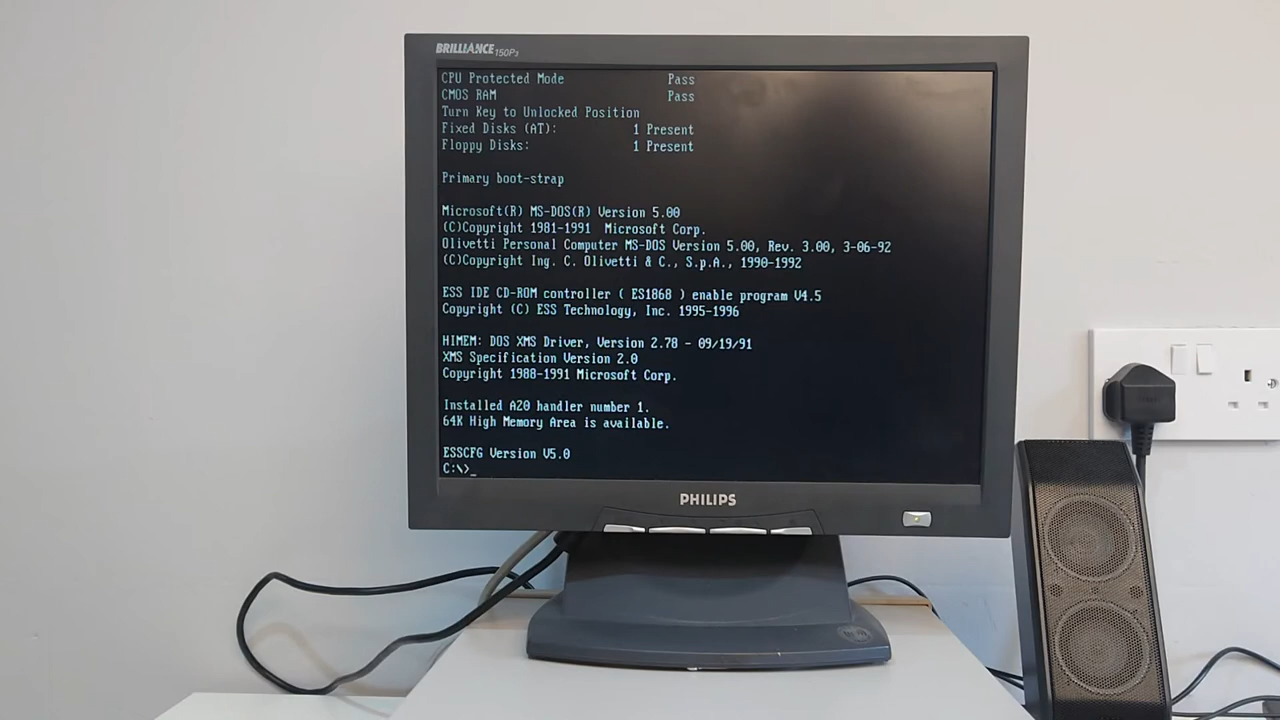 BRILLIANCE 150P2
CPU Protected Mode Pass
CMOS RAM Pass
Turn Key to Unlocked Position
Fixed Disks (AT): 1 Present
Floppy Disks: 1 Present
Primary boot-strap
Microsoft(R) MS-DOS(R) Version 5.00
(C)Copyright 1981-1991 Microsoft Corp.
Olivetti Personal Computer MS-DOS Version 5.00, Rev. 3.00, 3-06-92
(C)Copyright Ing. C. Olivetti & C., S.p.A., 1990-1992
ESS IDE CD-ROM controller ( ES1868 ) enable program V4.5
Copyright (C) ESS Technology, Inc. 1995-1996
HIMEM: DOS XMS Driver, Version 2.78 - 09/19/91
XMS Specification Version 2.0
Copyright 1988-1991 Microsoft Corp.
Installed A20 handler number 1.
64K High Memory Area is available.
ESSCFG Version V5.0
C:\>_
PHILIPS